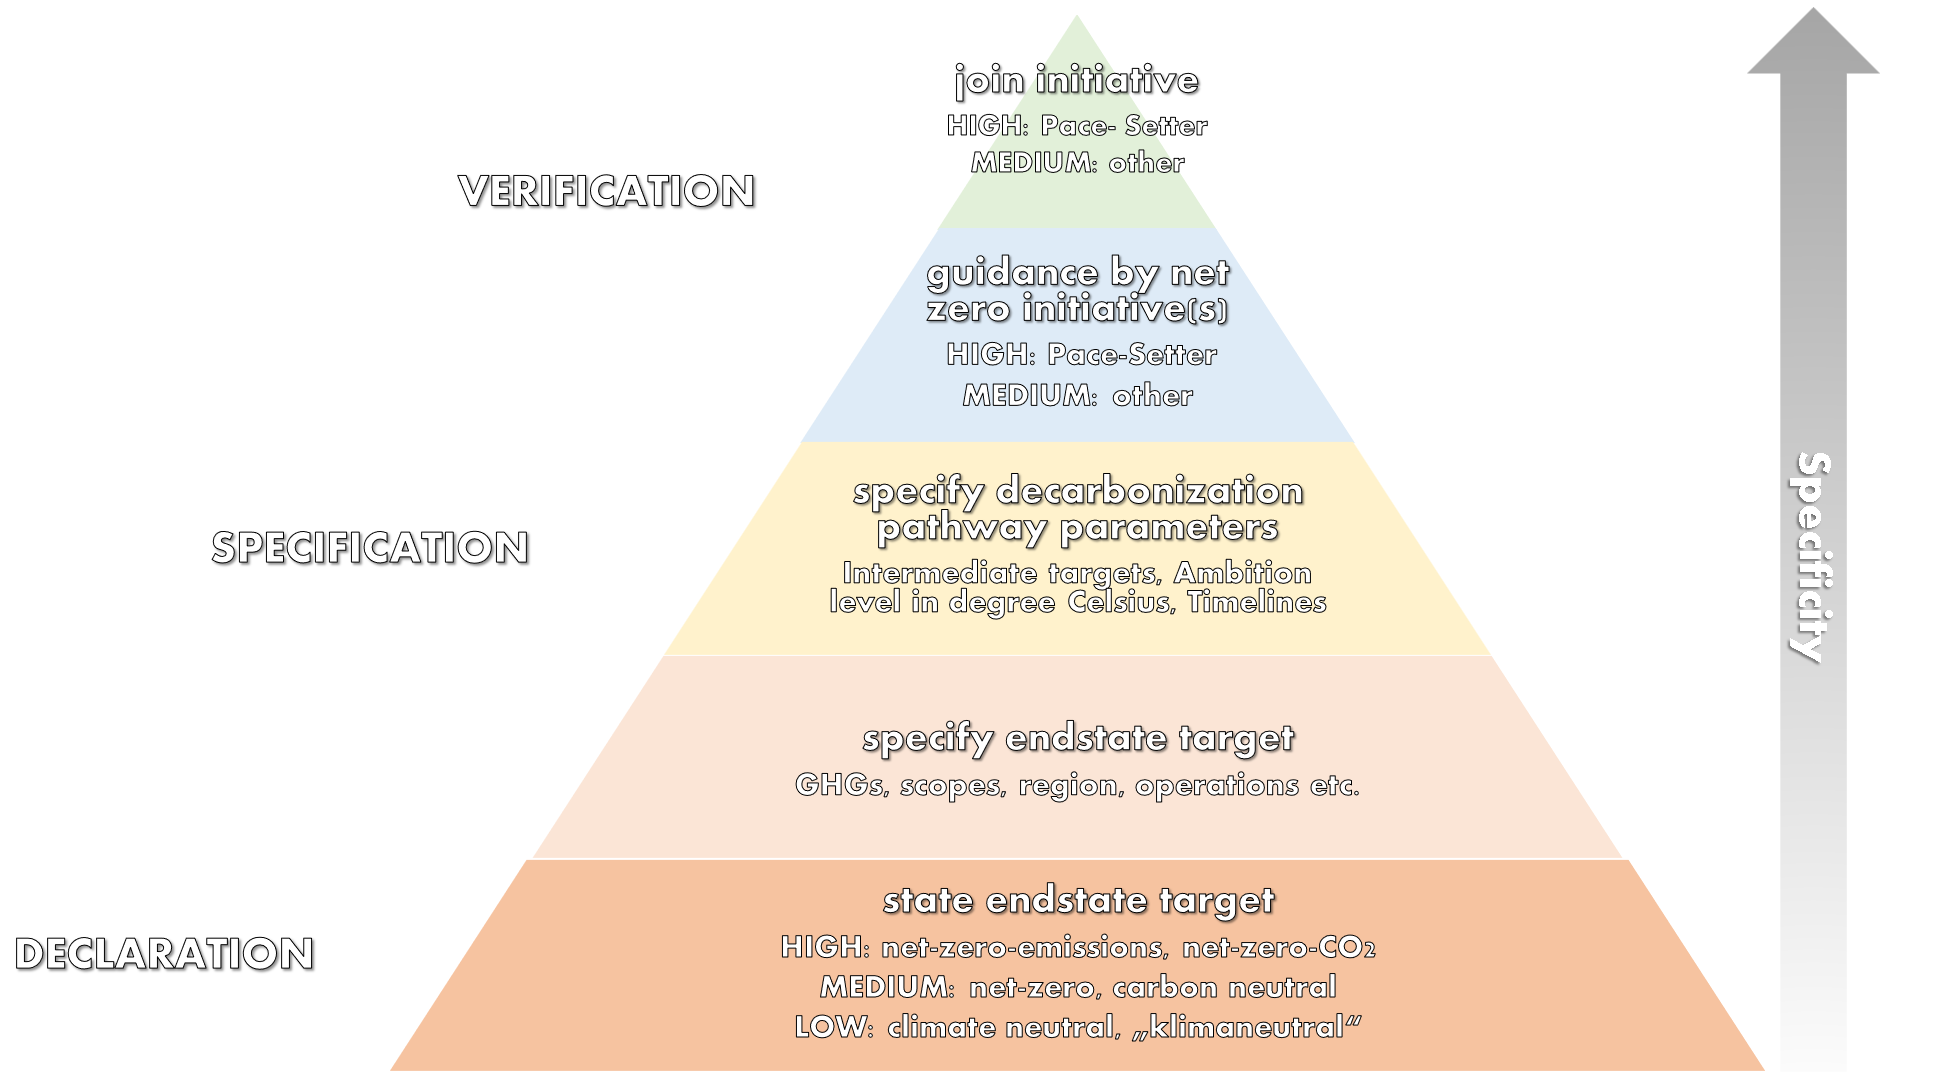 join initiative
HIGH: Pace- Setter
MEDIUM: other
VERIFICATION
guidance by net
zero initiative(s)
HIGH: Pace-Setter
MEDIUM: other
specify decarbonization
pathway parameters
Intermediate targets, Ambition
level in degree Celsius, Timelines
SPECIFICATION
specify endstate target
GHGs, scopes, region, operations etc.
state endstate target
HIGH: net-zero-emissions, net-zero-CO₂
MEDIUM: net-zero, carbon neutral
LOW: climate neutral, „klimaneutral“
DECLARATION
Specificity